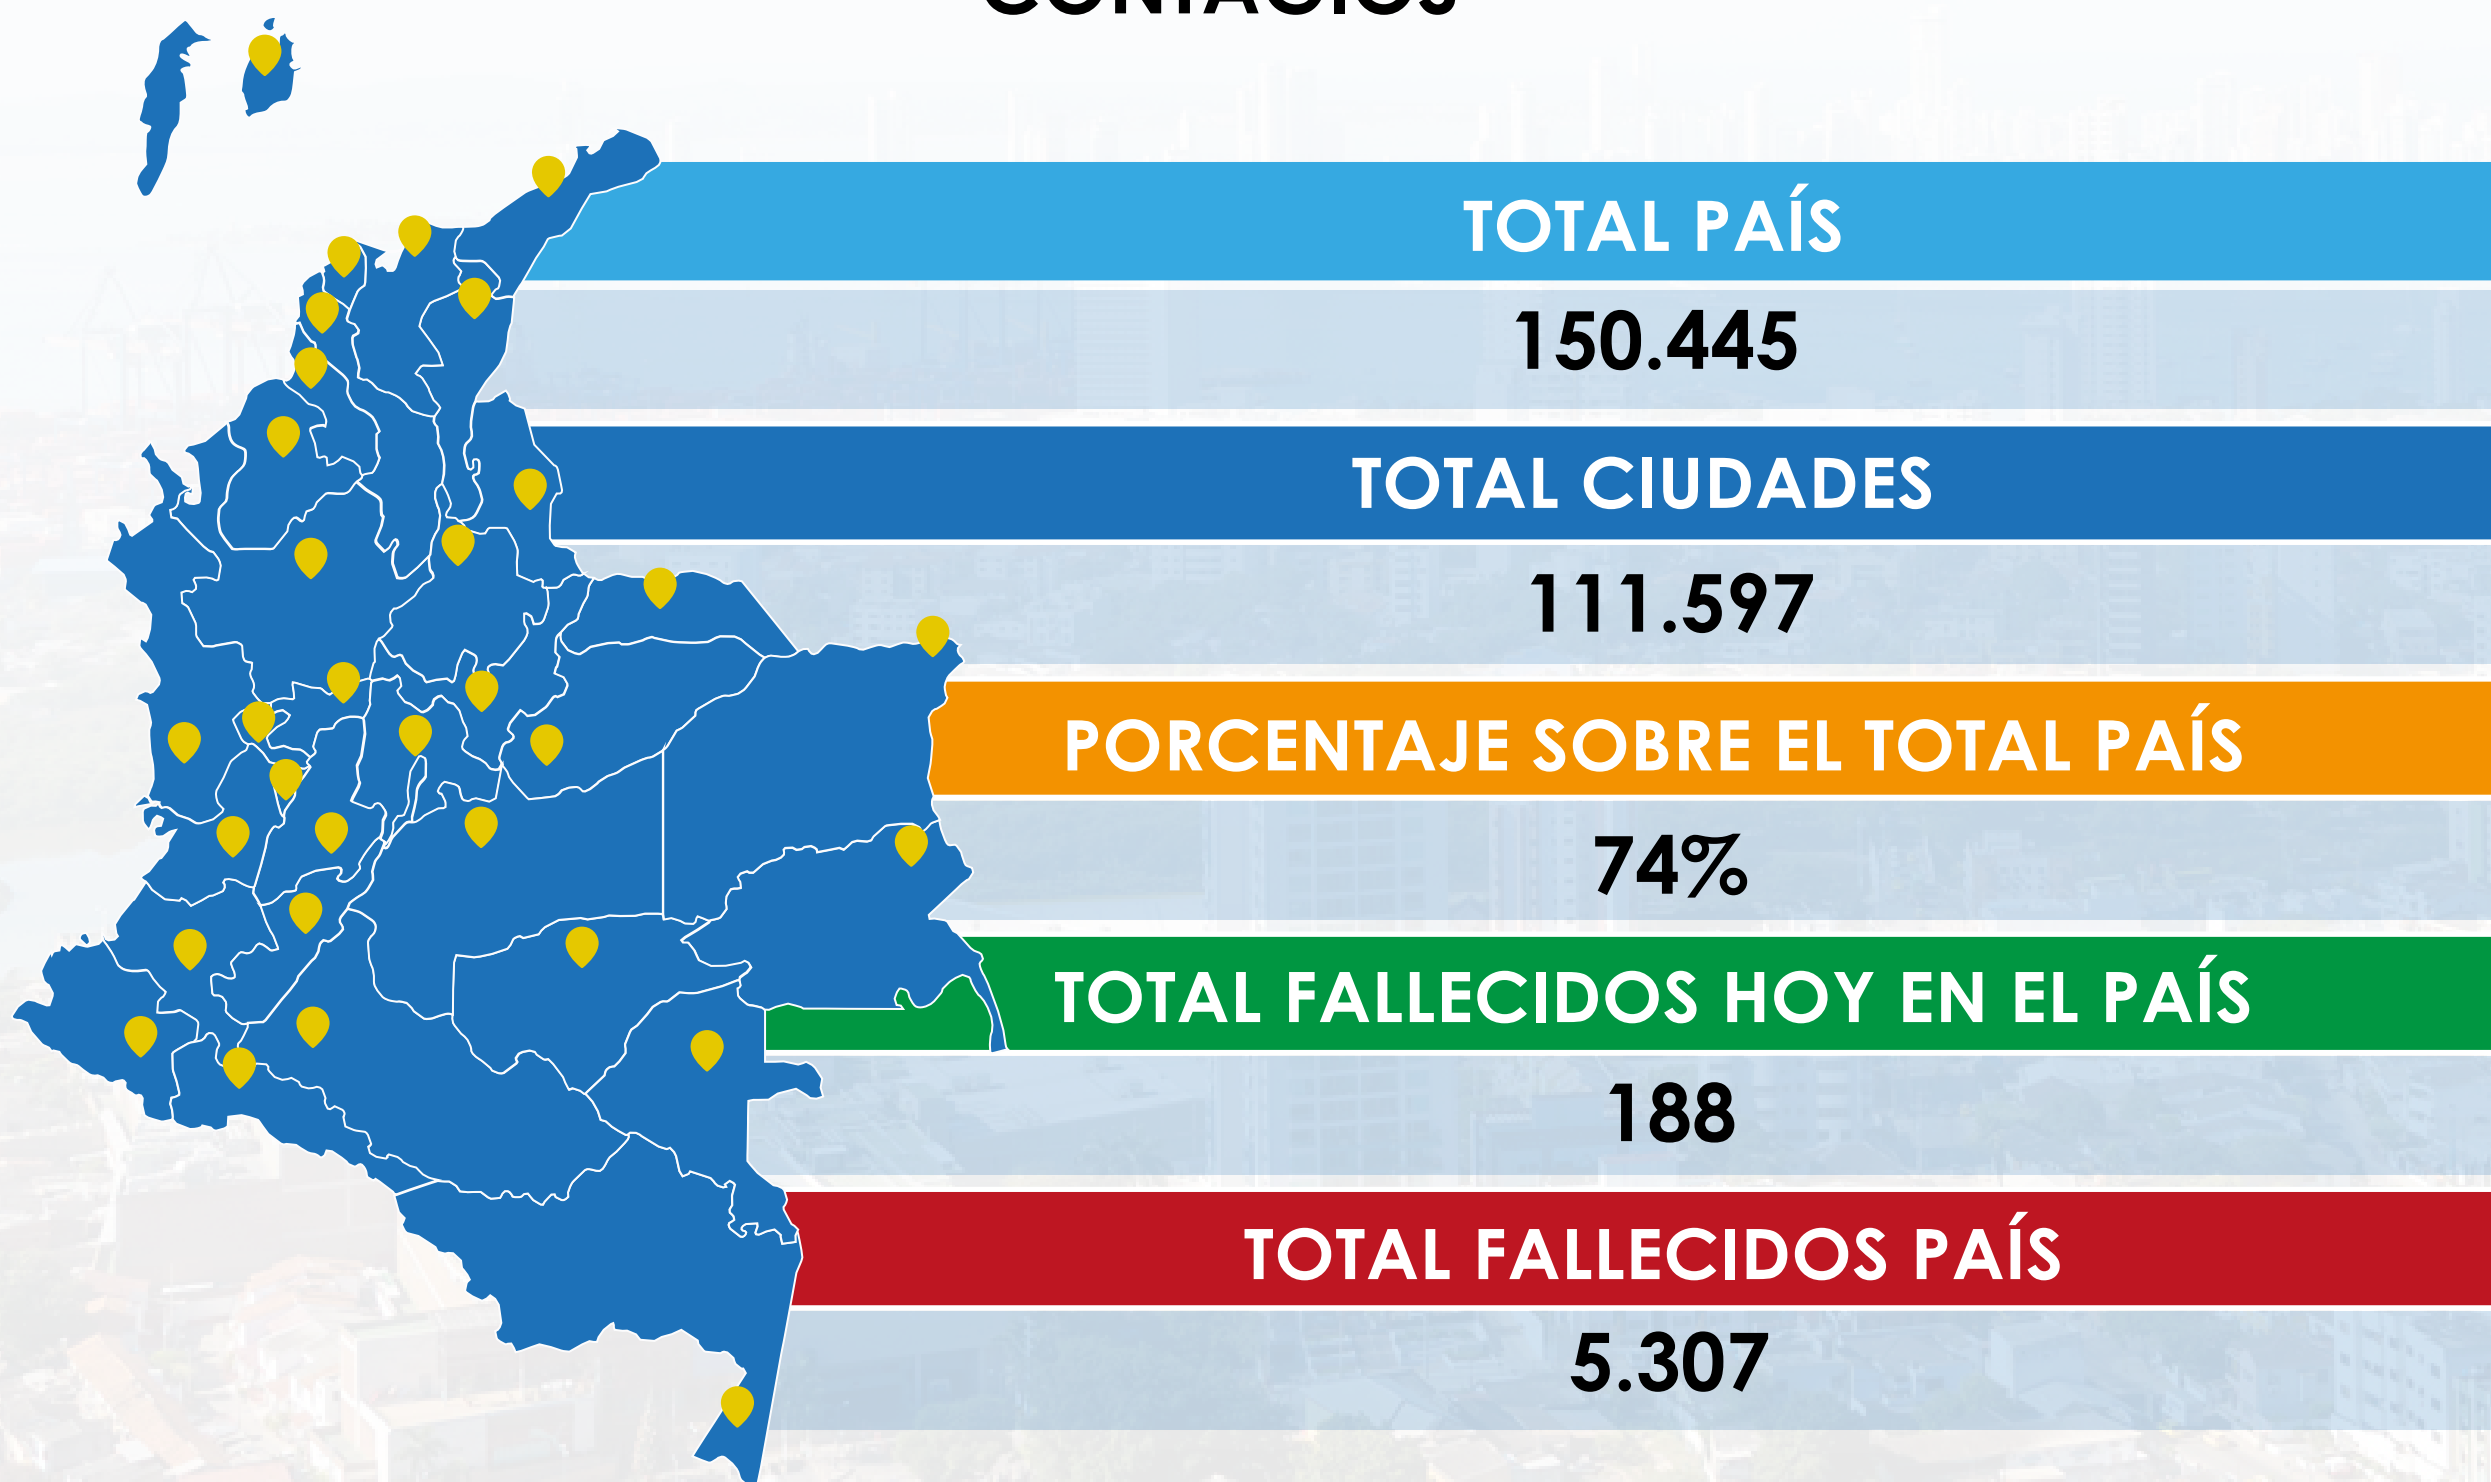 CONTAGIOS
TOTAL PAÍS
150.445
TOTAL CIUDADES
111.597
PORCENTAJE SOBRE EL TOTAL PAÍS
74%
TOTAL FALLECIDOS HOY EN EL PAÍS
188
TOTAL FALLECIDOS PAÍS
5.307